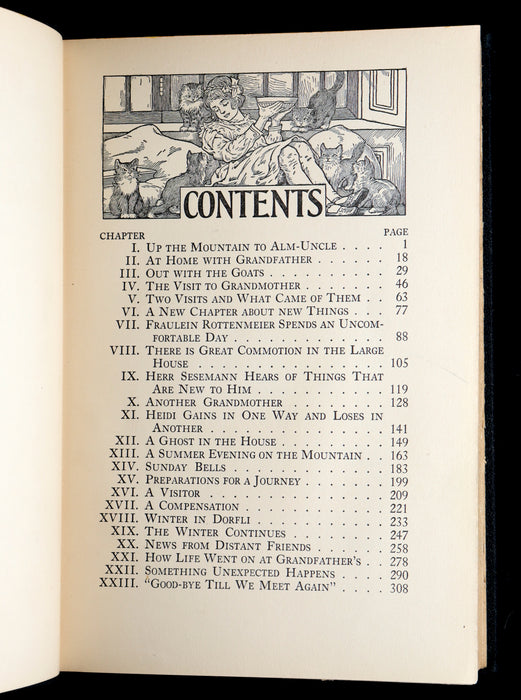 CONTENTS
CHAPTER PAGE
I. UP THE MOUNTAIN TO ALM-UNCLE . . . . 1
II. AT HOME WITH GRANDFATHER . . . . . . 18
III. OUT WITH THE GOATS . . . . . . . . . . 29
IV. THE VISIT TO GRANDMOTHER . . . . . . . 46
V. TWO VISITS AND WHAT CAME OF THEM . . 63
VI. A NEW CHAPTER ABOUT NEW THINGS . . . 77
VII. FRAULEIN ROTTENMEIER SPENDS AN UNCOM-
FORTABLE DAY . . . . . . . . . . . . 88
VIII. THERE IS GREAT COMMOTION IN THE LARGE
HOUSE . . . . . . . . . . . . . . . 105
IX. HERR SESEMANN HEARS OF THINGS THAT
ARE NEW TO HIM . . . . . . . . . . . 119
X. ANOTHER GRANDMOTHER . . . . . . . . 128
XI. HEIDI GAINS IN ONE WAY AND LOSES IN
ANOTHER . . . . . . . . . . . . . . 141
XII. A GHOST IN THE HOUSE . . . . . . . . 149
XIII. A SUMMER EVENING ON THE MOUNTAIN . . 163
XIV. SUNDAY BELLS . . . . . . . . . . . . 183
XV. PREPARATIONS FOR A JOURNEY . . . . . . 199
XVI. A VISITOR . . . . . . . . . . . . . . 209
XVII. A COMPENSATION . . . . . . . . . . . 221
XVIII. WINTER IN DORFLI . . . . . . . . . . 233
XIX. THE WINTER CONTINUES . . . . . . . . 247
XX. NEWS FROM DISTANT FRIENDS . . . . . . 258
XXI. HOW LIFE WENT ON AT GRANDFATHER'S . . 278
XXII. SOMETHING UNEXPECTED HAPPENS . . . . 290
XXIII. "GOOD-BYE TILL WE MEET AGAIN" . . . . 308